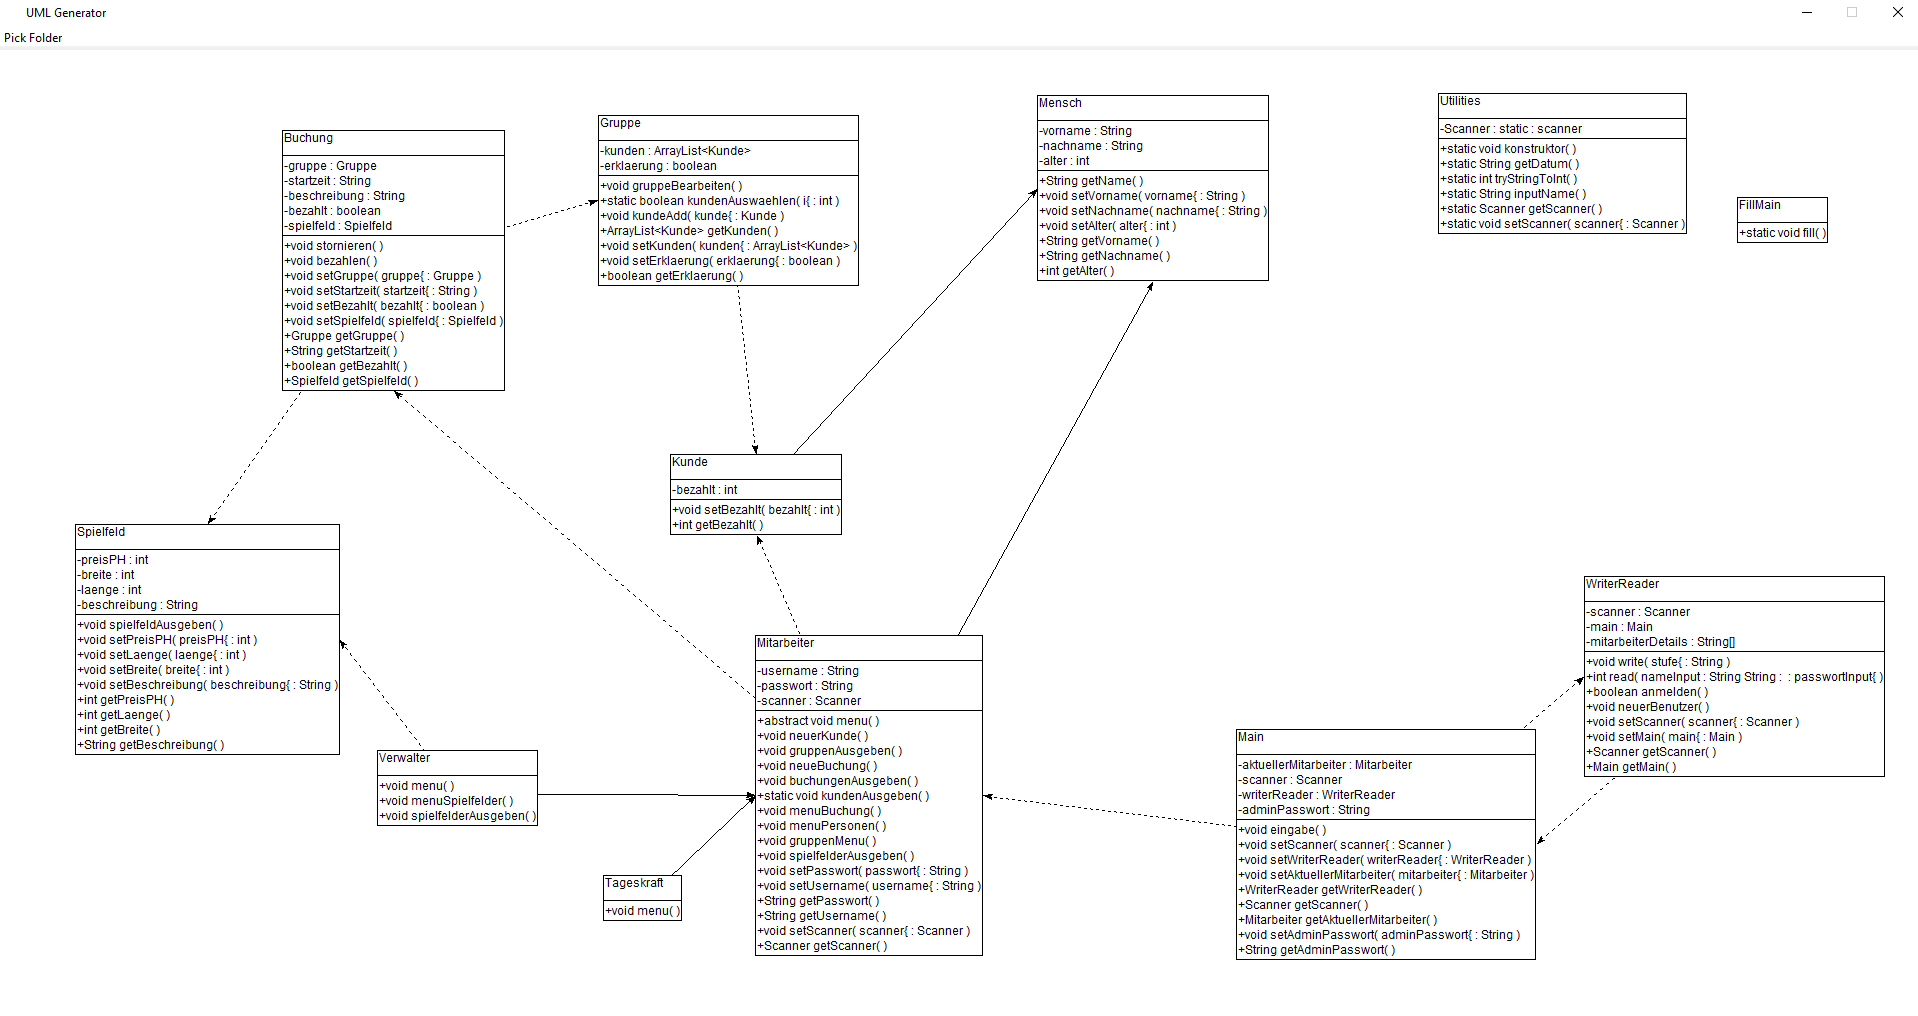 UML Generator
Pick Folder
Buchung
-gruppe : Gruppe
-startzeit : String
-beschreibung : String
-bezahlt : boolean
-spielfeld : Spielfeld
+void stornieren( )
+void bezahlen( )
+void setGruppe( gruppe{ : Gruppe )
+void setStartzeit( startzeit{ : String )
+void setBezahlt( bezahlt{ : boolean )
+void setSpielfeld( spielfeld{ : Spielfeld )
+Gruppe getGruppe( )
+String getStartzeit( )
+boolean getBezahlt( )
+Spielfeld getSpielfeld( )
Gruppe
-kunden : ArrayList<Kunde>
-erklaerung : boolean
+void gruppeBearbeiten( )
+static boolean kundenAuswaehlen( i{ : int )
+void kundeAdd( kunde{ : Kunde )
+ArrayList<Kunde> getKunden( )
+void setKunden( kunden{ : ArrayList<Kunde> )
+void setErklaerung( erklaerung{ : boolean )
+boolean getErklaerung( )
Mensch
-vorname : String
-nachname : String
-alter : int
+String getName( )
+void setVorname( vorname{ : String )
+void setNachname( nachname{ : String )
+void setAlter( alter{ : int )
+String getVorname( )
+String getNachname( )
+int getAlter( )
Utilities
-Scanner : static : scanner
+static void konstruktor( )
+static String getDatum( )
+static int tryStringToInt( )
+static String inputName( )
+static Scanner getScanner( )
+static void setScanner( scanner{ : Scanner )
FillMain
+static void fill( )
Kunde
-bezahlt : int
+void setBezahlt( bezahlt{ : int )
+int getBezahlt( )
Spielfeld
-preisPH : int
-breite : int
-laenge : int
-beschreibung : String
+void spielfeldAusgeben( )
+void setPreisPH( preisPH{ : int )
+void setLaenge( laenge{ : int )
+void setBreite( breite{ : int )
+void setBeschreibung( beschreibung{ : String )
+int getPreisPH( )
+int getLaenge( )
+int getBreite( )
+String getBeschreibung( )
Verwalter
+void menu( )
+void menuSpielfelder( )
+void spielfelderAusgeben( )
Tageskraft
+void menu( )
Mitarbeiter
-username : String
-passwort : String
-scanner : Scanner
+abstract void menu( )
+void neuerKunde( )
+void gruppenAusgeben( )
+void neueBuchung( )
+void buchungenAusgeben( )
+static void kundenAusgeben( )
+void menuBuchung( )
+void menuPersonen( )
+void gruppenMenu( )
+void spielfelderAusgeben( )
+void setPasswort( passwort{ : String )
+void setUsername( username{ : String )
+String getPasswort( )
+String getUsername( )
+void setScanner( scanner{ : Scanner )
+Scanner getScanner( )
Main
-aktuellerMitarbeiter : Mitarbeiter
-scanner : Scanner
-writerReader : WriterReader
-adminPasswort : String
+void eingabe( )
+void setScanner( scanner{ : Scanner )
+void setWriterReader( writerReader{ : WriterReader )
+void setAktuellerMitarbeiter( mitarbeiter{ : Mitarbeiter )
+WriterReader getWriterReader( )
+Scanner getScanner( )
+Mitarbeiter getAktuellerMitarbeiter( )
+void setAdminPasswort( adminPasswort{ : String )
+String getAdminPasswort( )
WriterReader
-scanner : Scanner
-main : Main
-mitarbeiterDetails : String[]
+void write( stufe{ : String )
+int read( nameInput : String String :  : passwortInput{ )
+boolean anmelden( )
+void neuerBenutzer( )
+void setScanner( scanner{ : Scanner )
+void setMain( main{ : Main )
+Scanner getScanner( )
+Main getMain( )